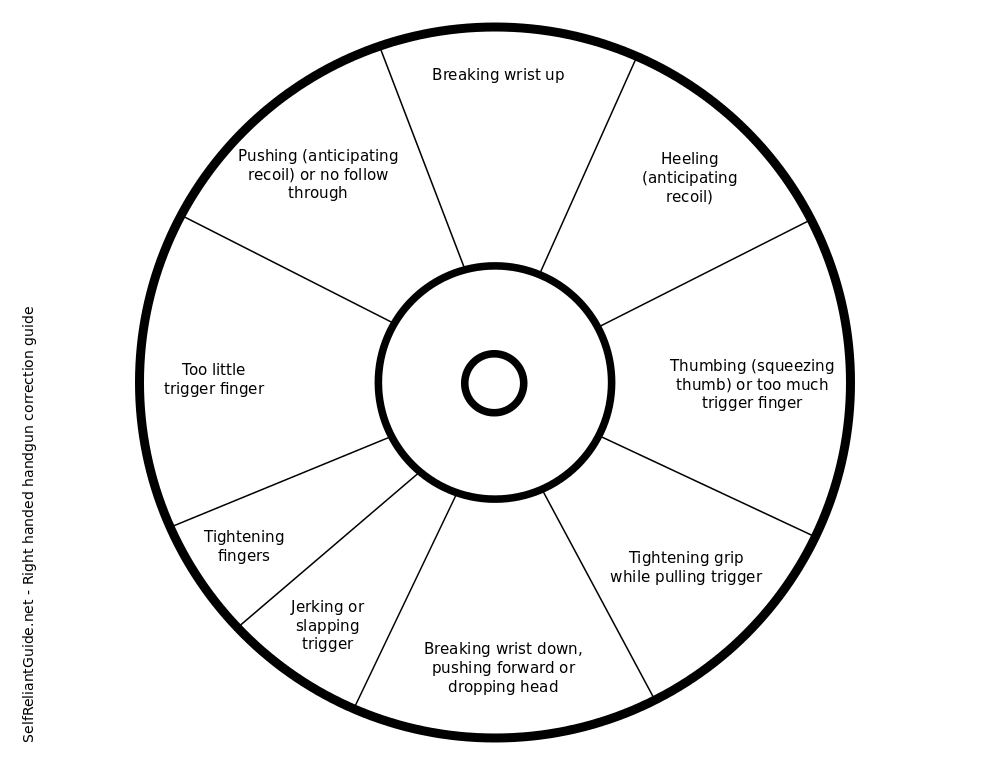 Breaking wrist up
Heeling
(anticipating
recoil)
Thumbing (squeezing
thumb) or too much
trigger finger
Tightening grip
while pulling trigger
Breaking wrist down,
pushing forward or
dropping head
Jerking or
slapping
trigger
Tightening
fingers
Too little
trigger finger
Pushing (anticipating
recoil) or no follow
through
SelfReliantGuide.net - Right handed handgun correction guide